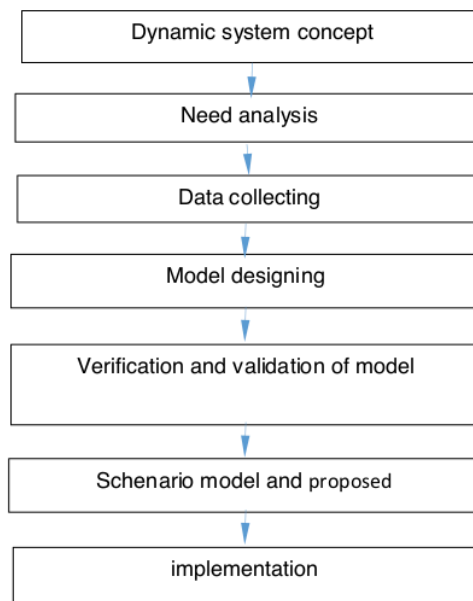 Dynamic system concept
Need analysis
Data collecting
Model designing
Verification and validation of model
Schenario model and proposed
implementation